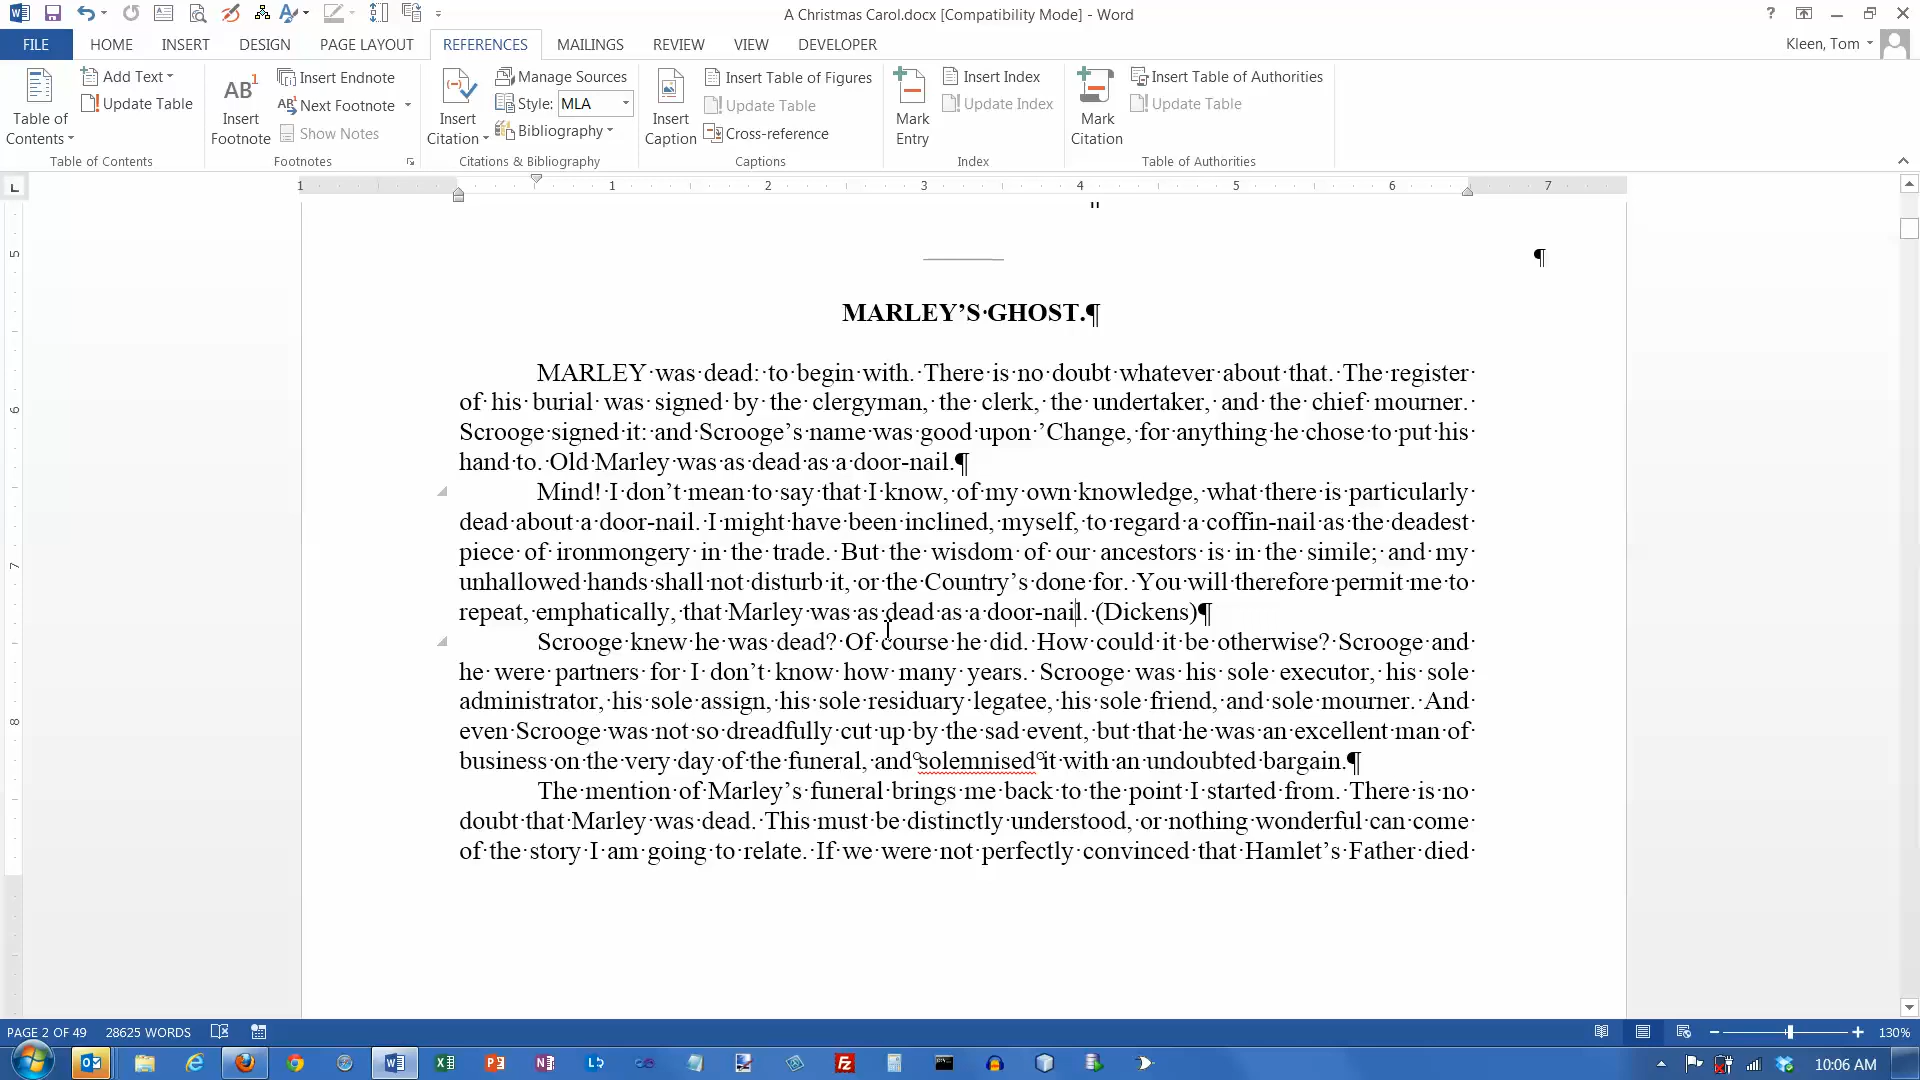 A Christmas Carol.docx [Compatibility Mode] - Word
?
FILE HOME INSERT DESIGN PAGE LAYOUT REFERENCES MAILINGS REVIEW VIEW DEVELOPER Kleen, Tom
Table of Contents
Add Text
Update Table
Table of Contents
AB1
Insert Footnote
Insert Endnote
Next Footnote
Show Notes
Footnotes
Insert Citation
Manage Sources
Style: MLA
Bibliography
Citations & Bibliography
Insert Caption
Insert Table of Figures
Update Table
Cross-reference
Captions
Mark Entry
Insert Index
Update Index
Index
Mark Citation
Insert Table of Authorities
Update Table
Table of Authorities
L
1 1 2 3 4 5 6 7
5
6
7
8
¶
¶
MARLEY’S·GHOST.¶
MARLEY·was·dead:·to·begin·with.·There·is·no·doubt·whatever·about·that.·The·register·
of·his·burial·was·signed·by·the·clergyman,·the·clerk,·the·undertaker,·and·the·chief·mourner.·
Scrooge·signed·it:·and·Scrooge’s·name·was·good·upon·’Change,·for·anything·he·chose·to·put·his·
hand·to.·Old·Marley·was·as·dead·as·a·door-nail.¶
Mind!·I·don’t·mean·to·say·that·I·know,·of·my·own·knowledge,·what·there·is·particularly·
dead·about·a·door-nail.·I·might·have·been·inclined,·myself,·to·regard·a·coffin-nail·as·the·deadest·
piece·of·ironmongery·in·the·trade.·But·the·wisdom·of·our·ancestors·is·in·the·simile;·and·my·
unhallowed·hands·shall·not·disturb·it,·or·the·Country’s·done·for.·You·will·therefore·permit·me·to·
repeat,·emphatically,·that·Marley·was·as·dead·as·a·door-nail.·(Dickens)¶
Scrooge·knew·he·was·dead?·Of·course·he·did.·How·could·it·be·otherwise?·Scrooge·and·
he·were·partners·for·I·don’t·know·how·many·years.·Scrooge·was·his·sole·executor,·his·sole·
administrator,·his·sole·assign,·his·sole·residuary·legatee,·his·sole·friend,·and·sole·mourner.·And·
even·Scrooge·was·not·so·dreadfully·cut·up·by·the·sad·event,·but·that·he·was·an·excellent·man·of·
business·on·the·very·day·of·the·funeral,·and°solemnised°it·with·an·undoubted·bargain.¶
The·mention·of·Marley’s·funeral·brings·me·back·to·the·point·I·started·from.·There·is·no·
doubt·that·Marley·was·dead.·This·must·be·distinctly·understood,·or·nothing·wonderful·can·come·
of·the·story·I·am·going·to·relate.·If·we·were·not·perfectly·convinced·that·Hamlet’s·Father·died·
PAGE 2 OF 49 28625 WORDS 130%
10:06 AM